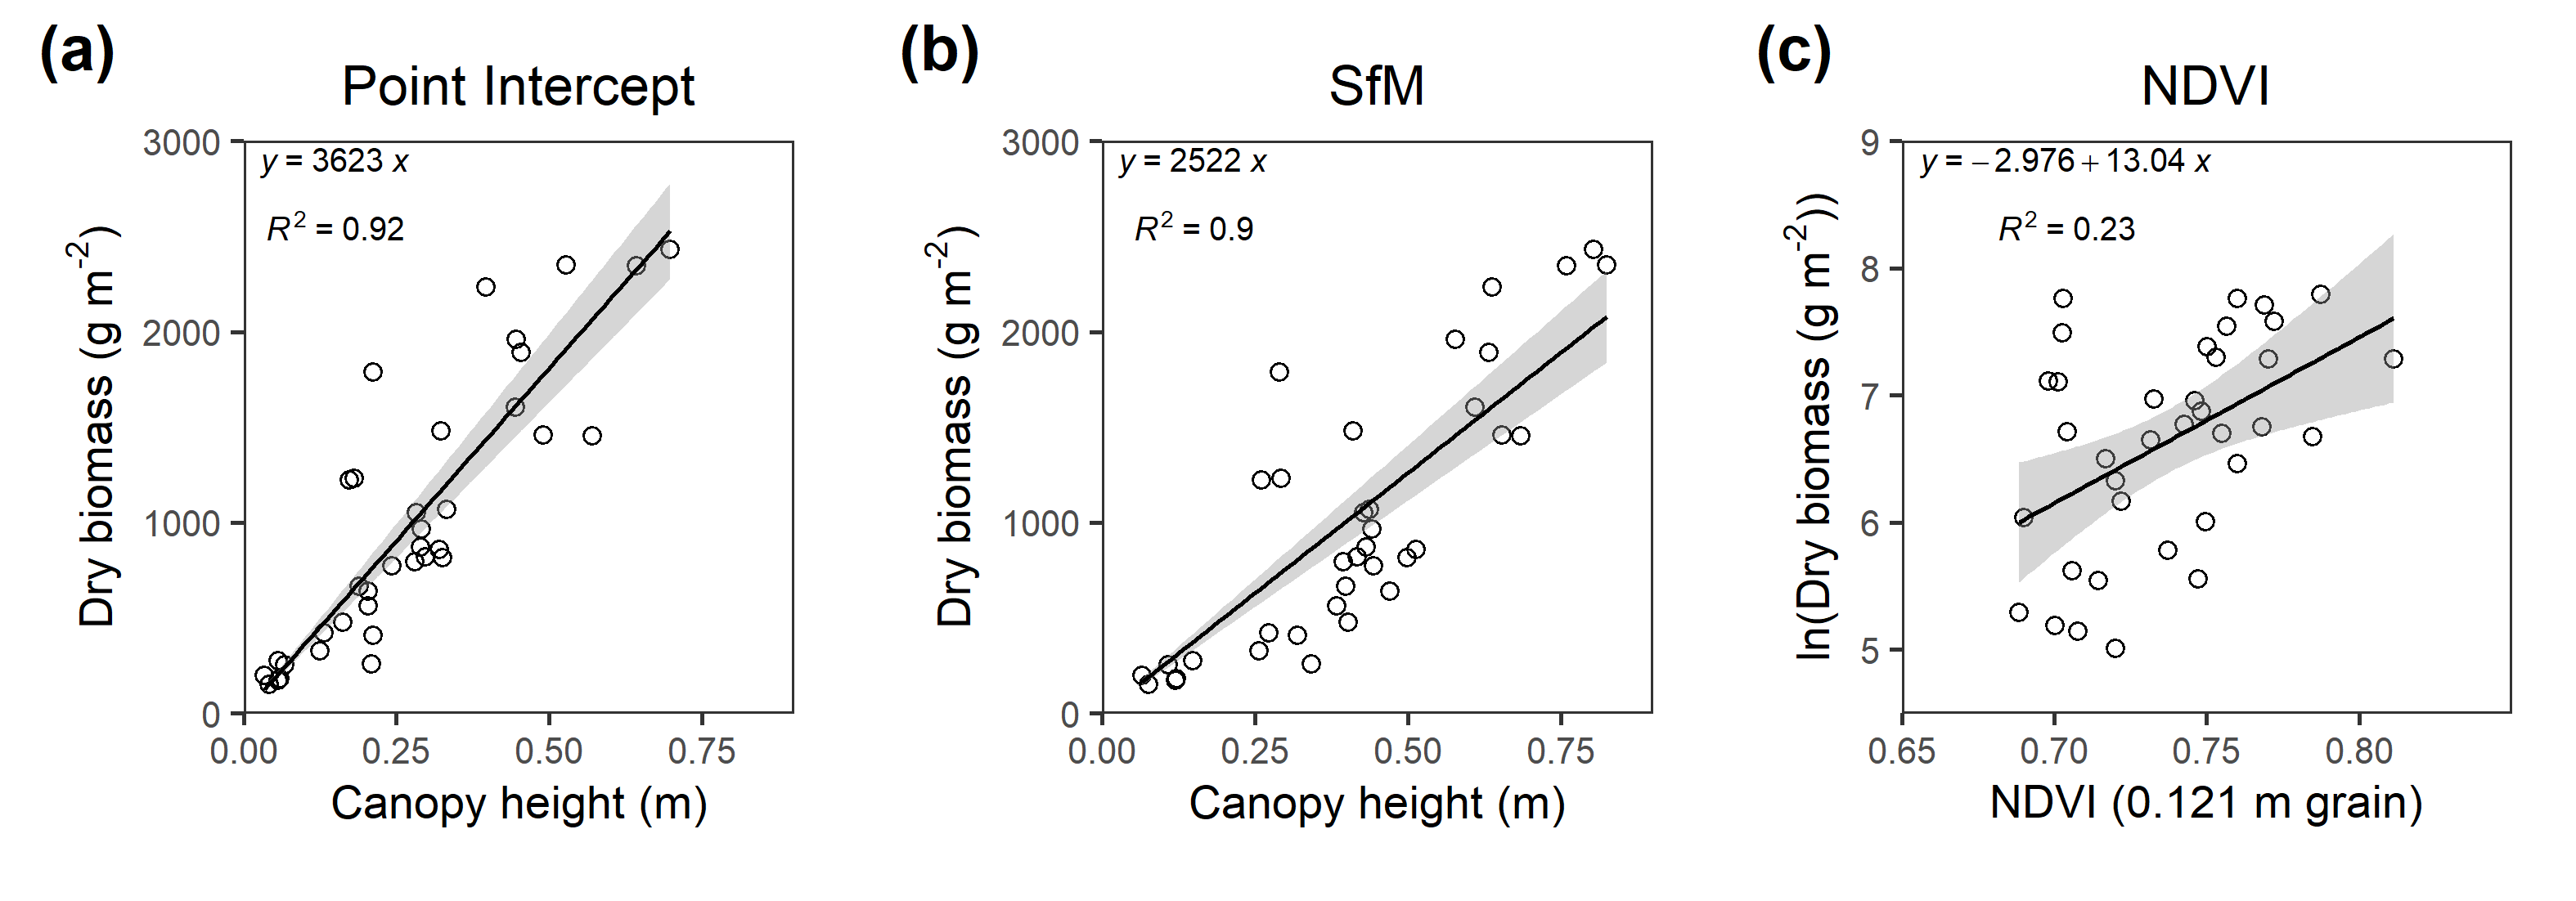 (a)
Point Intercept
y = 3623 x
R² = 0.92
3000
2000
1000
0
0.00 0.25 0.50 0.75
Dry biomass (g m⁻²)
Canopy height (m)
(b)
SfM
y = 2522 x
R² = 0.9
3000
2000
1000
0
0.00 0.25 0.50 0.75
Dry biomass (g m⁻²)
Canopy height (m)
(c)
NDVI
y = −2.976 + 13.04 x
R² = 0.23
9
8
7
6
5
0.65 0.70 0.75 0.80
ln(Dry biomass (g m⁻²))
NDVI (0.121 m grain)